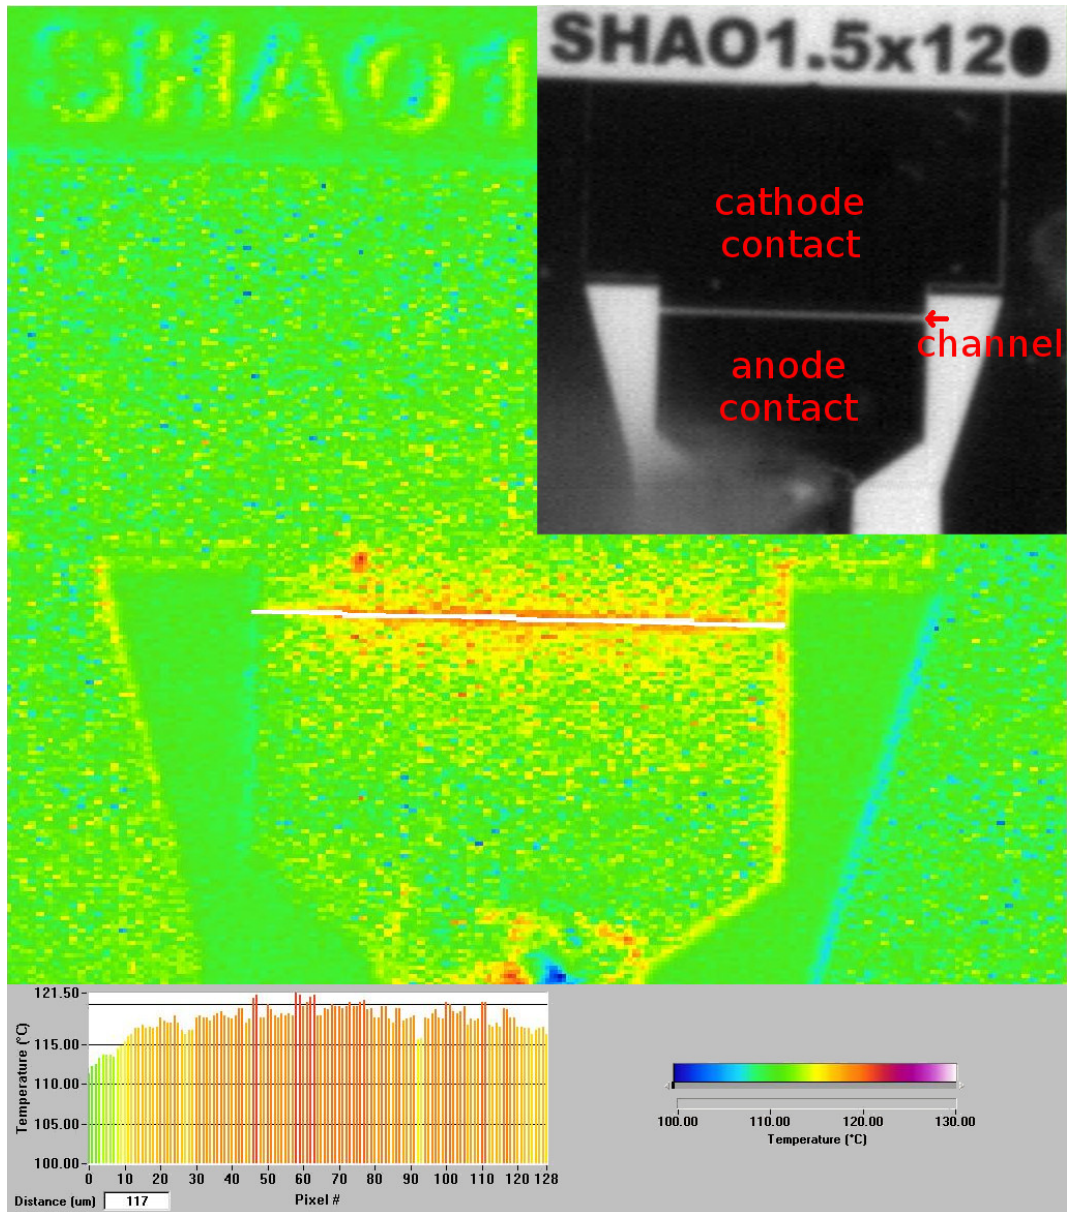 SHAO1
SHAO1.5x120
cathode
contact
channel
anode
contact
121.50
115.00
110.00
105.00
100.00
Temperature (°C)
0 10 20 30 40 50 60 70 80 90 100 110 120 128
Pixel #
Distance (um) 117
100.00 110.00 120.00 130.00
Temperature (°C)